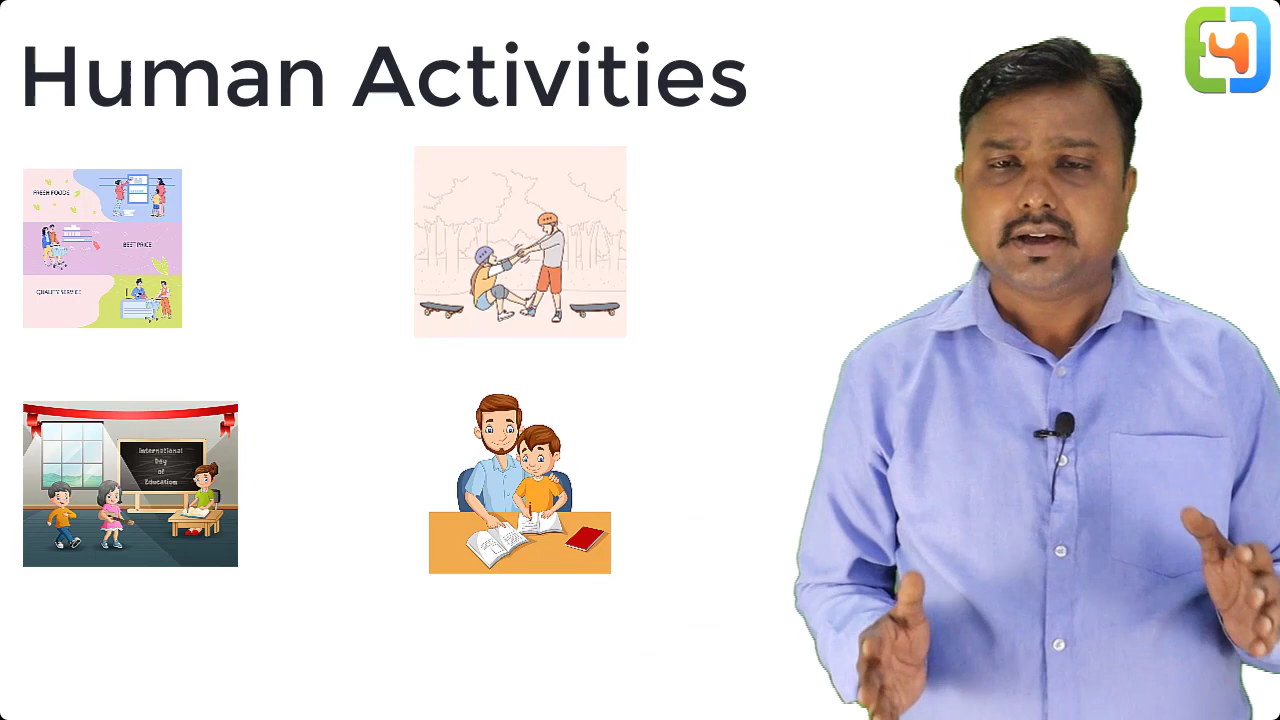 Human Activities
FRESH FOODS
BEST PRICE
QUALITY SERVICE
International
Day
of
Education